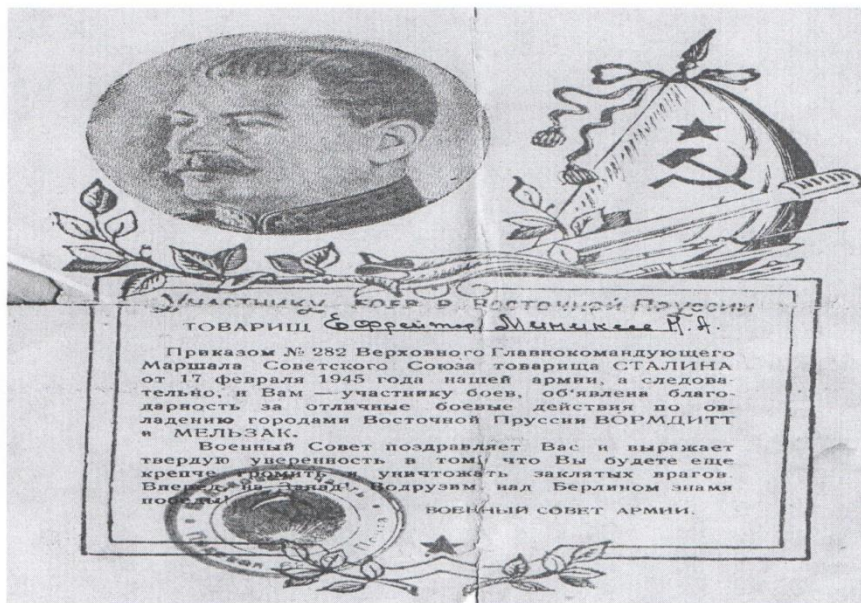 Участнику боев в Восточной Пруссии
ТОВАРИЩ Ефрейтор
Приказом № 282 Верховного Главнокомандующего
Маршала Советского Союза товарища СТАЛИНА
от 17 февраля 1945 года нашей армии, а следова-
тельно, и Вам — участнику боев, об'явлена благо-
дарность за отличные боевые действия по ов-
ладению городами Восточной Пруссии ВОРМДИТТ
и МЕЛЬЗАК.
Военный Совет поздравляет Вас и выражает
твердую уверенность в том, что Вы будете еще
крепче громить и уничтожать заклятых врагов.
Вперед, на Запад! Водрузим над Берлином знамя
победы!
ВОЕННЫЙ СОВЕТ АРМИИ.